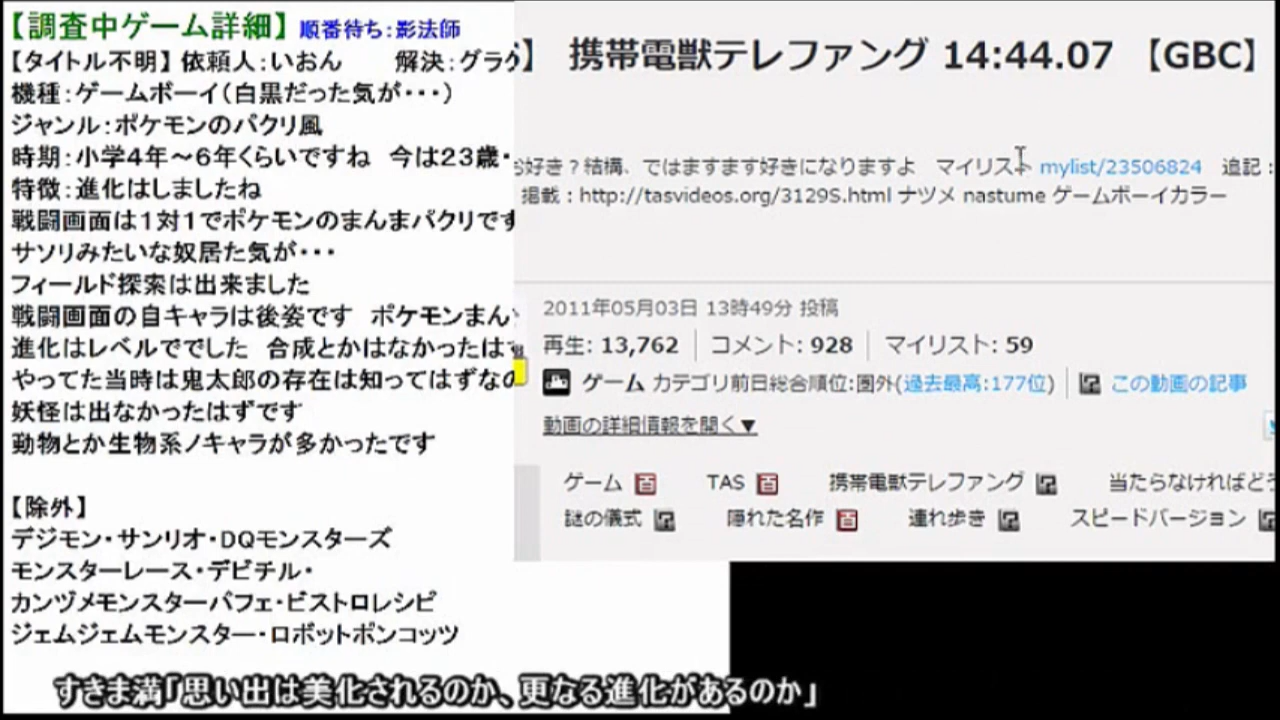 【調査中ゲーム詳細】 順番待ち:影法師
【タイトル不明】 依頼人:いおん 解決:グラ
機種:ゲームボーイ(白黒だった気が・・・)
ジャンル:ポケモンのパクリ風
時期:小学4年～6年くらいですね 今は23歳・
特徴:進化はしましたね
戦闘画面は1対1でポケモンのまんまパクリです
サソリみたいな奴居た気が・・・
フィールド探索は出来ました
戦闘画面の自キャラは後姿です ポケモンまん
進化はレベルででした 合成とかはなかったは
やってた当時は鬼太郎の存在は知ってはずなの
妖怪は出なかったはずです
動物とか生物系ノキャラが多かったです
【除外】
デジモン・サンリオ・DQモンスターズ
モンスターレース・デビチル・
カンヅメモンスターパフェ・ビストロレシピ
ジェムジェムモンスター・ロボットポンコッツ
】 携帯電獣テレファング 14:44.07 【GBC】
お好き？結構、ではますます好きになりますよ マイリスト mylist/23506824 追記:
掲載:http://tasvideos.org/3129S.html ナツメ nastume ゲームボーイカラー
2011年05月03日 13時49分 投稿
再生: 13,762 コメント: 928 マイリスト: 59
ゲーム カテゴリ前日総合順位:圏外(過去最高:177位) この動画の記事
動画の詳細情報を開く▼
ゲーム 百 TAS 百 携帯電獣テレファング 当たらなければどう
謎の儀式 隠れた名作 百 連れ歩き スピードバージョン
すきま満「思い出は美化されるのか、更なる進化があるのか」